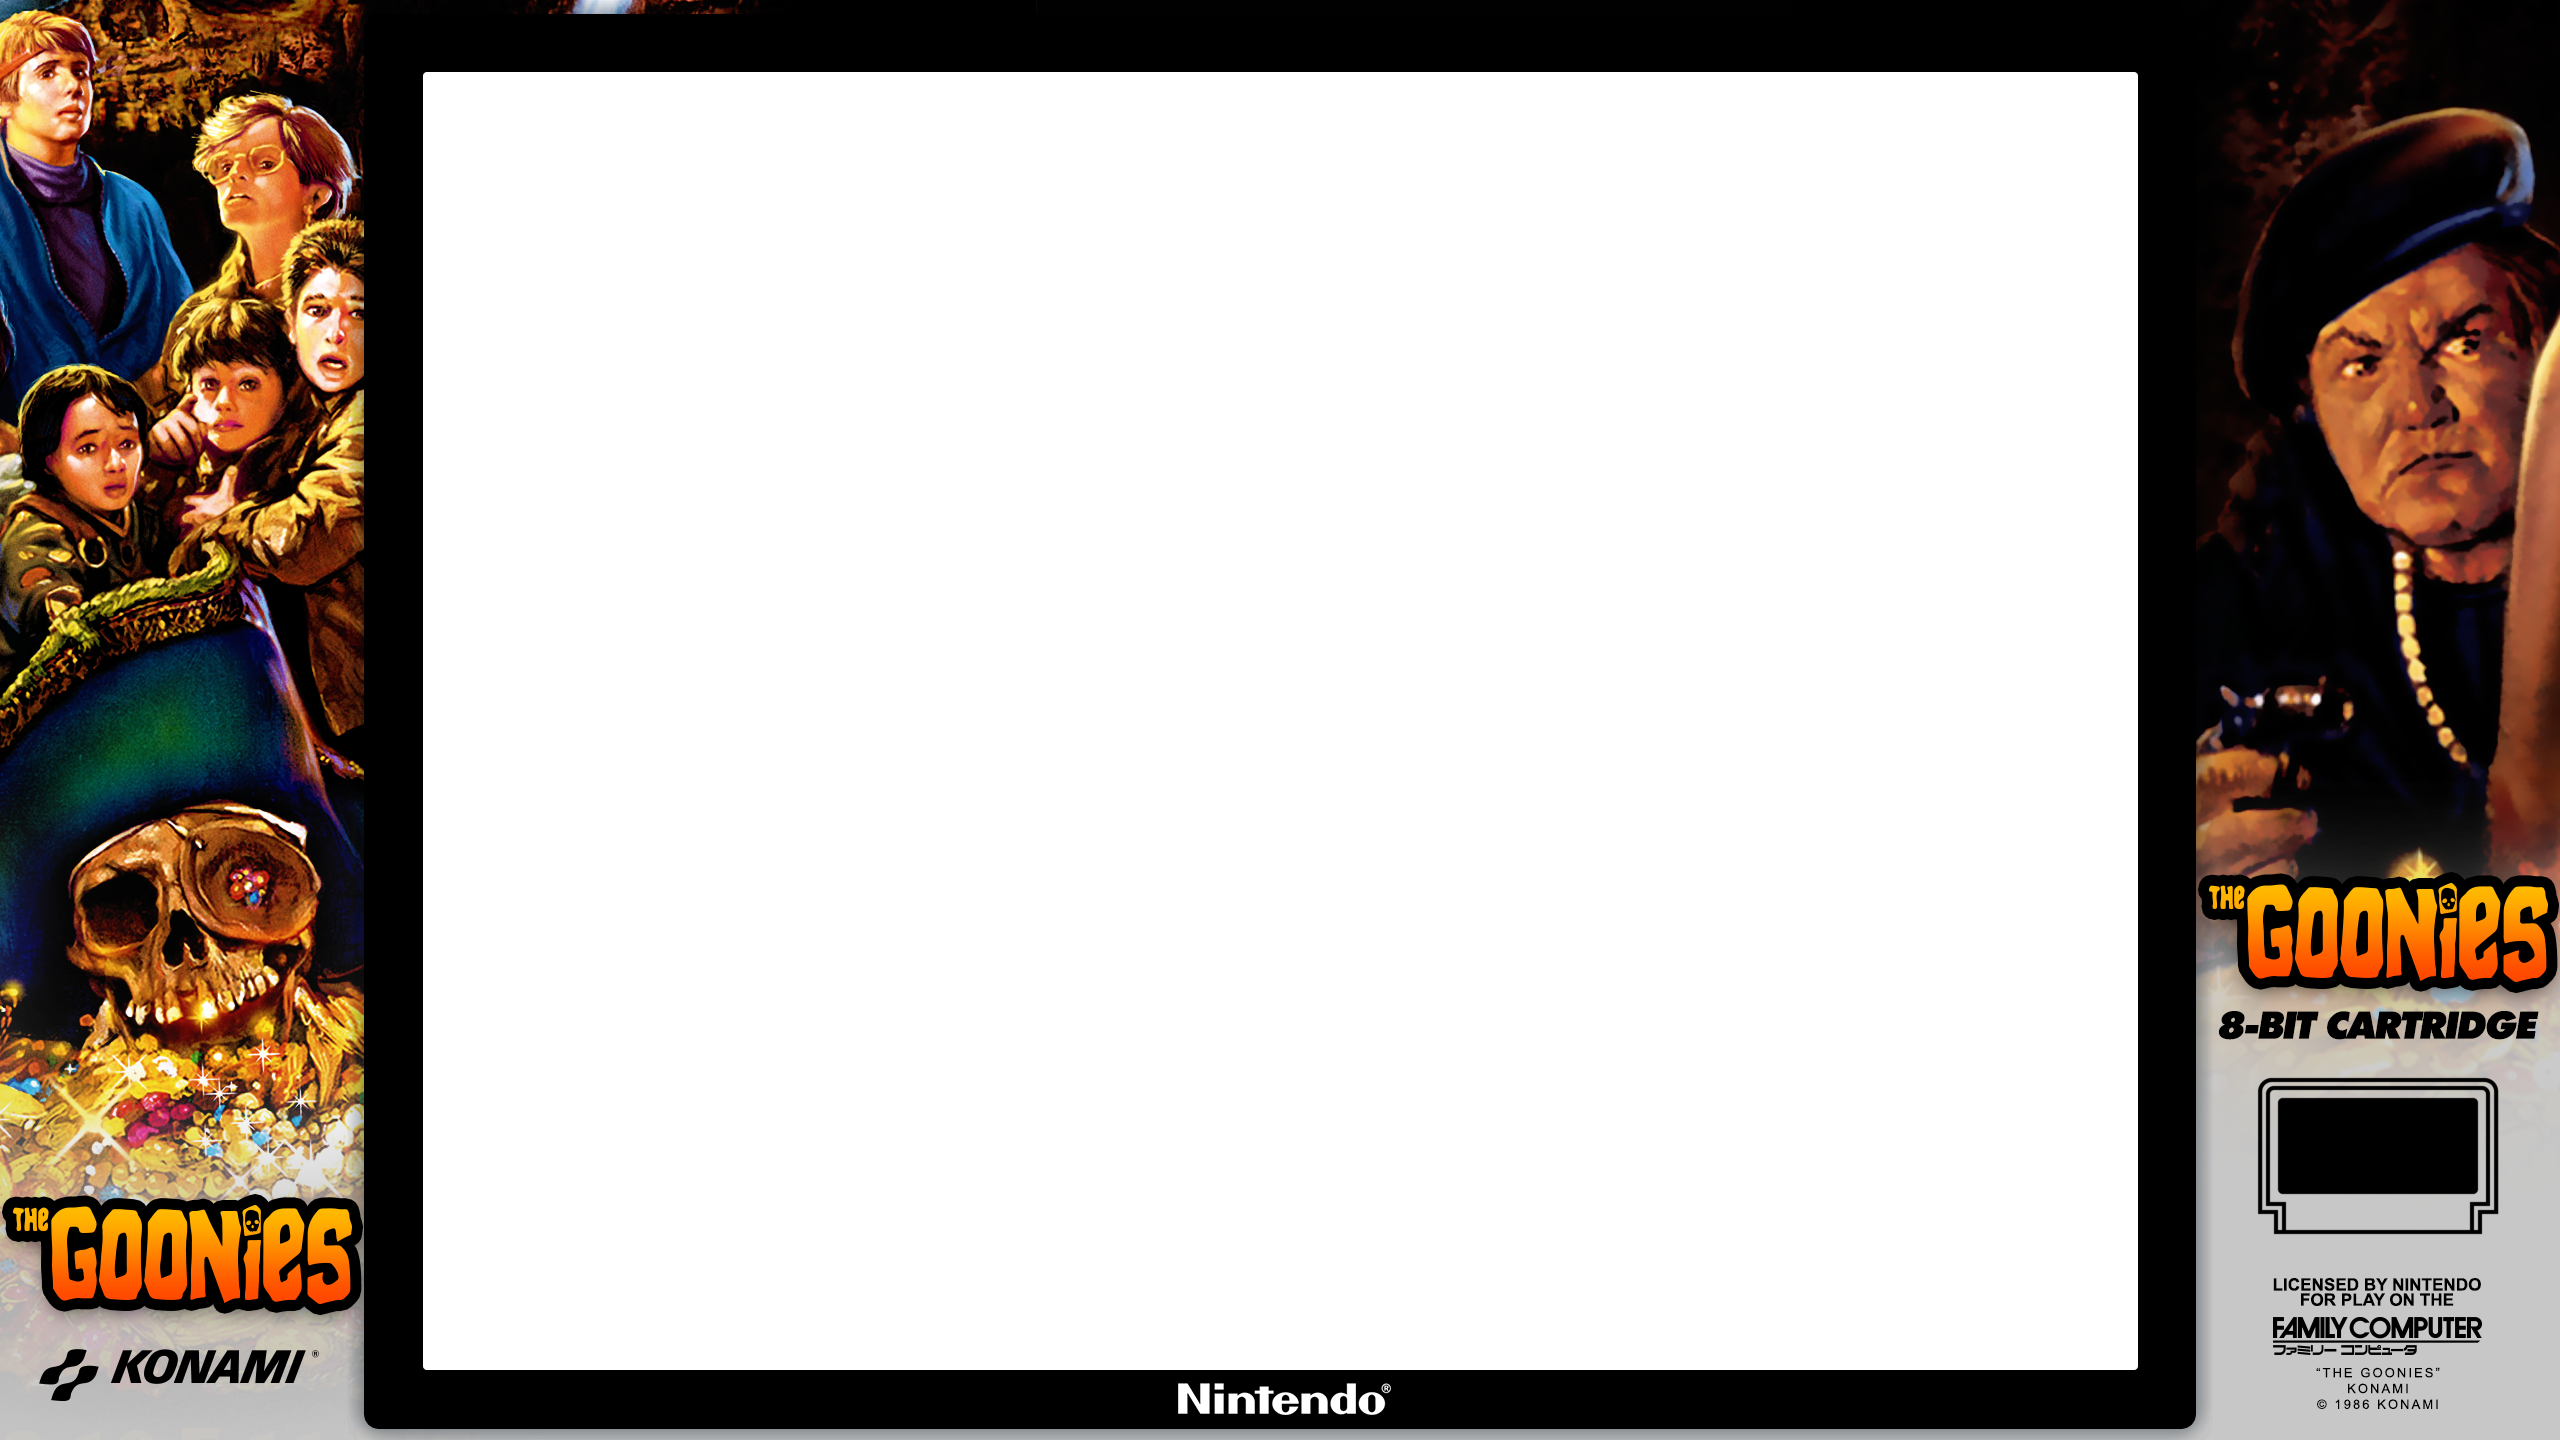 THE GOONIES
KONAMI®
Nintendo®
THE GOONIES
8-BIT CARTRIDGE
LICENSED BY NINTENDO
FOR PLAY ON THE
FAMILY COMPUTER
ファミリー コンピュータ
“THE GOONIES”
KONAMI
© 1986 KONAMI